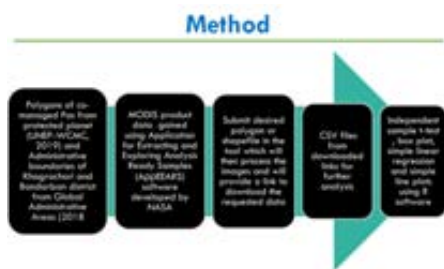 Method
Polygons of co-
managed Pas from
protected planet
(UNEP-WCMC,
2019) and
Administrative
boundaries of
Khagrachari and
Bandarban district
from Global
Administrative
Areas (2018
MODIS product
data gained
using Application
for Extracting and
Exploring Analysis
Ready Samples
(AppEEARS)
software
developed by
NASA
Submit desired
polygon or
shapefile in the
tool which will
then process the
images and will
provide a link to
download the
requested data
CSV files
from
downloaded
links for
further
analysis
Independent
sample t-test
, box plot,
simple linear
regression
and simple
line plots
using R
software